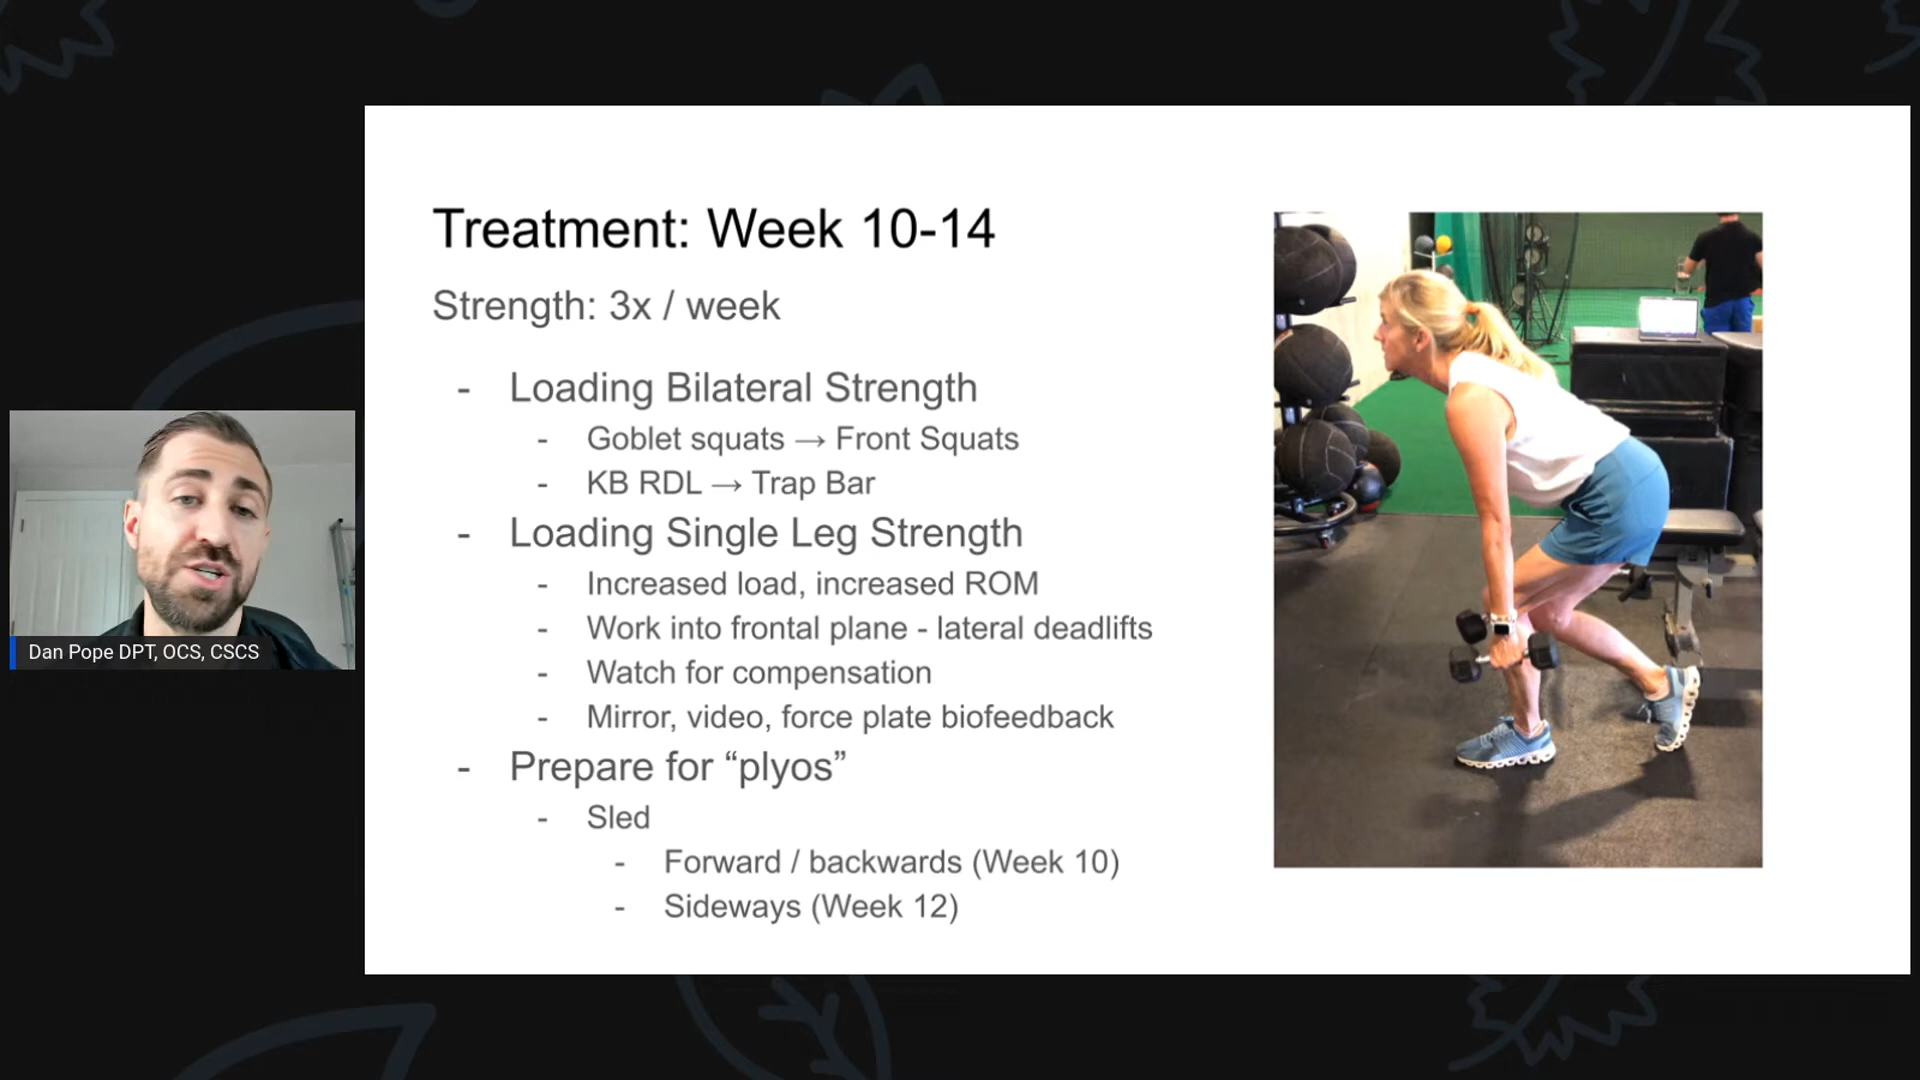 Treatment: Week 10-14
Strength: 3x / week
- Loading Bilateral Strength
- Goblet squats → Front Squats
- KB RDL → Trap Bar
- Loading Single Leg Strength
- Increased load, increased ROM
- Work into frontal plane - lateral deadlifts
- Watch for compensation
- Mirror, video, force plate biofeedback
- Prepare for “plyos”
- Sled
- Forward / backwards (Week 10)
- Sideways (Week 12)
Dan Pope DPT, OCS, CSCS